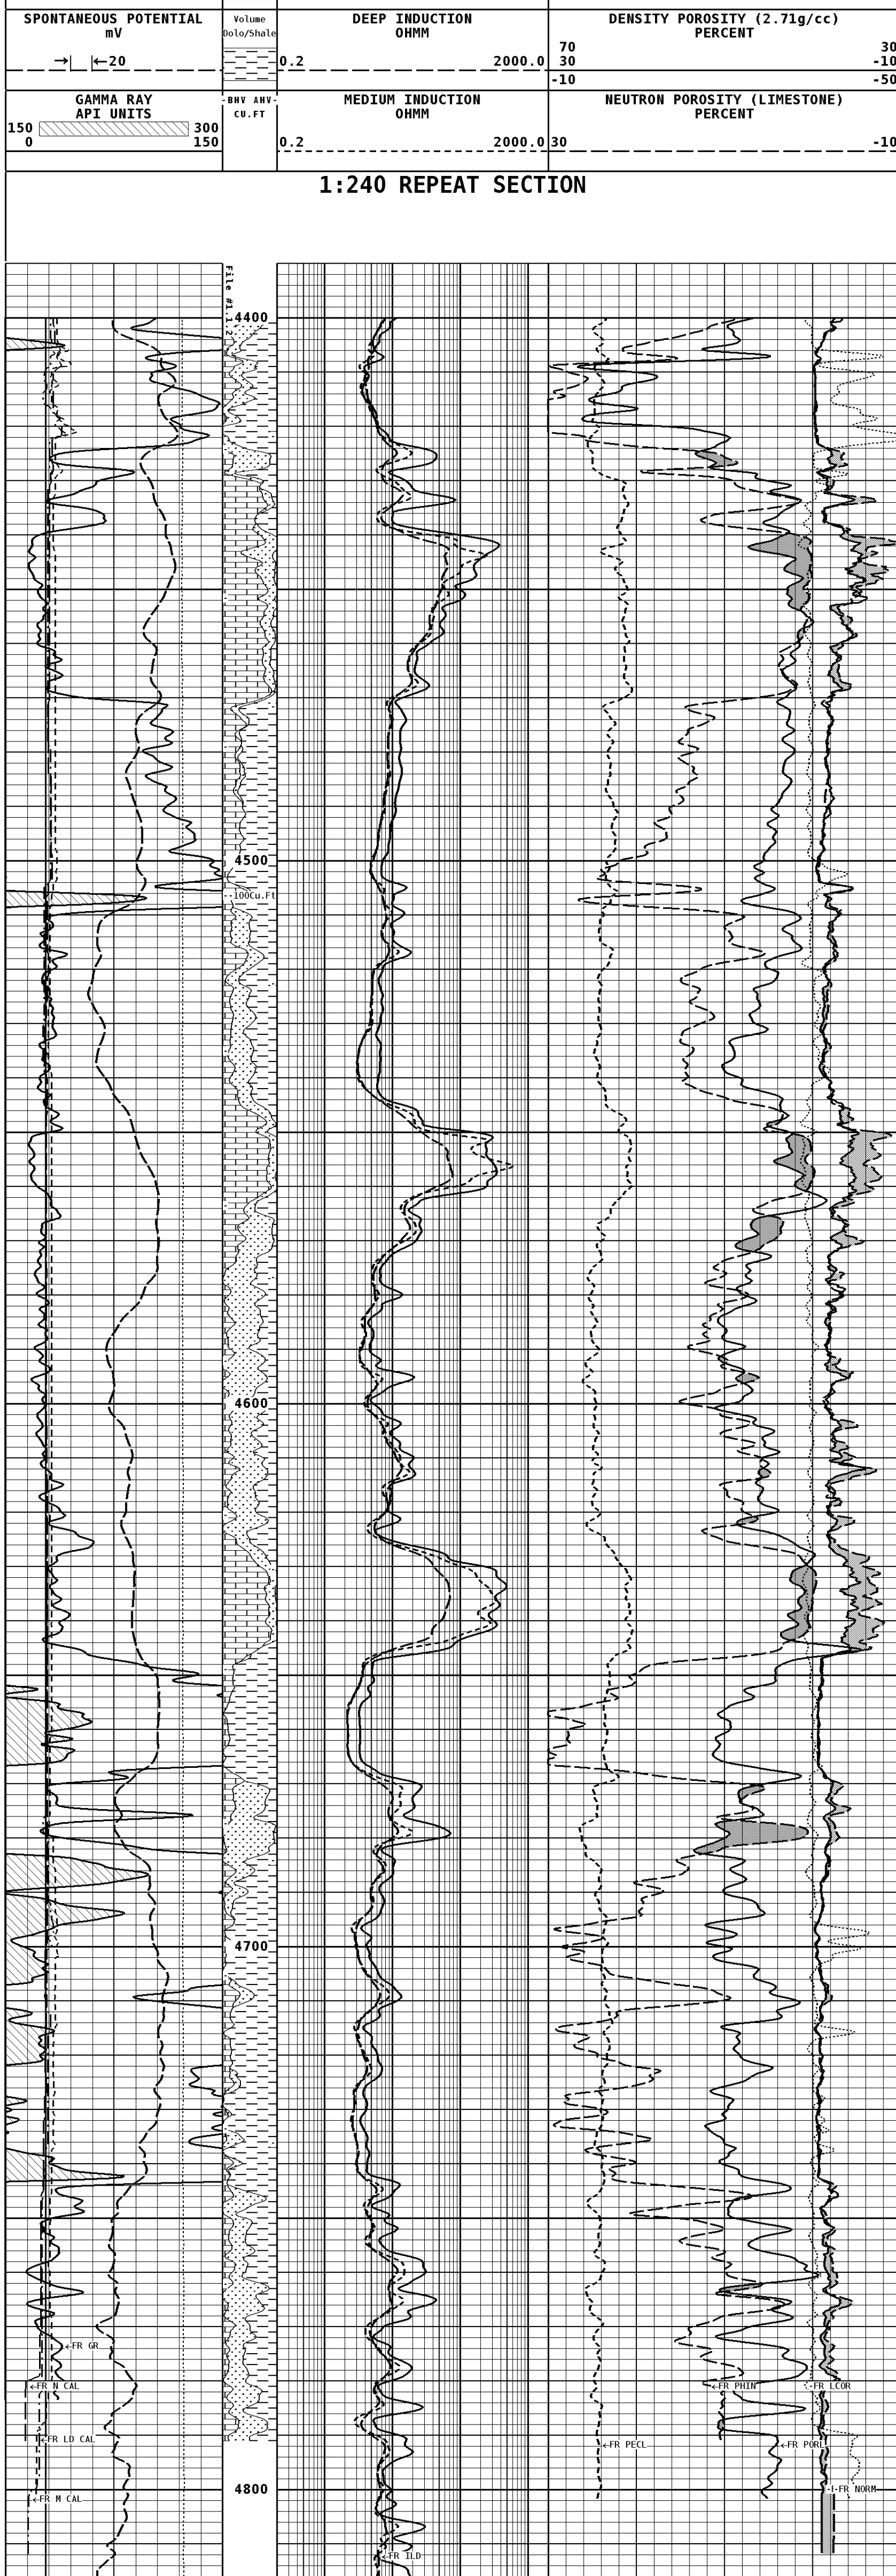 SPONTANEOUS POTENTIAL
mV
→| |←20
Volume
Dolo/Shale
DEEP INDUCTION
OHMM
0.2 2000.0
DENSITY POROSITY (2.71g/cc)
PERCENT
70 30
30 -10
-10 -50
GAMMA RAY
API UNITS
150 300
0 150
-BHV AHV-
CU.FT
MEDIUM INDUCTION
OHMM
0.2 2000.0
NEUTRON POROSITY (LIMESTONE)
PERCENT
30 -10
1:240 REPEAT SECTION
4400
4500
100Cu.Ft
4600
4700
←FR GR
←FR N CAL
←FR PHIN
FR LCOR
←FR LD CAL
←FR PECL
←FR PORL
4800
FR NORM
←FR M CAL
←FR ILD